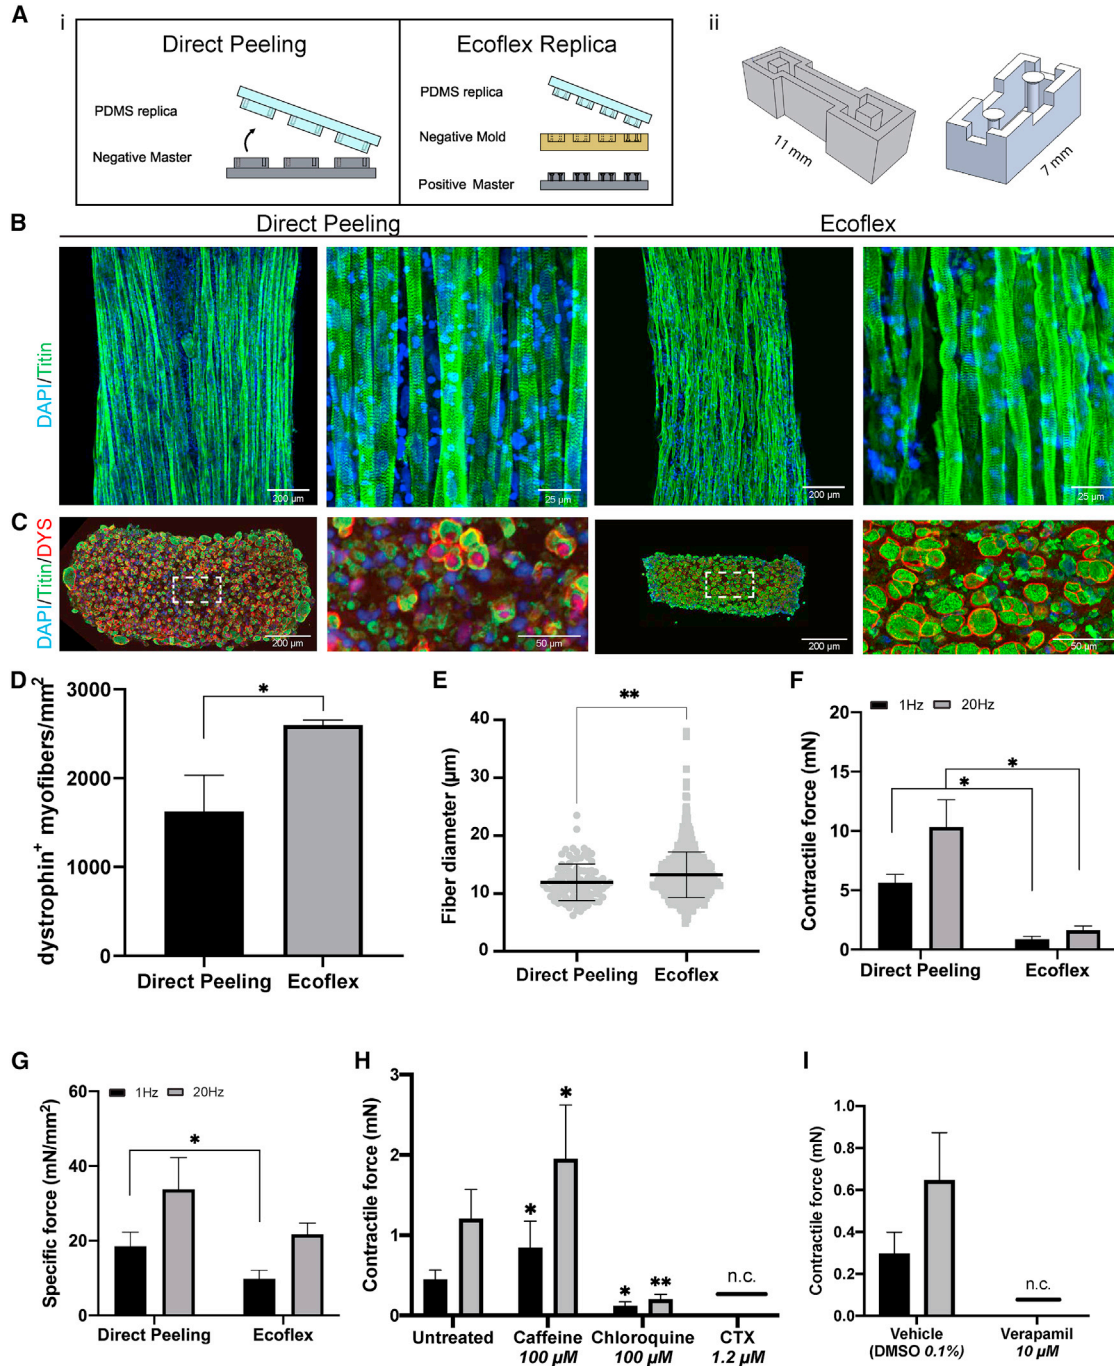 A
i
Direct Peeling
PDMS replica
Negative Master
Ecoflex Replica
PDMS replica
Negative Mold
Positive Master
ii
11 mm
7 mm
B
Direct Peeling
Ecoflex
DAPI/Titin
200 µm
25 µm
200 µm
25 µm
C
DAPI/Titin/DYS
200 µm
50 µm
200 µm
50 µm
D
dystrophin+ myofibers/mm²
3000
2000
1000
0
*
Direct Peeling
Ecoflex
E
Fiber diameter (µm)
40
30
20
10
0
**
Direct Peeling
Ecoflex
F
Contractile force (mN)
20
15
10
5
0
1Hz
20Hz
*
*
Direct Peeling
Ecoflex
G
Specific force (mN/mm²)
60
40
20
0
1Hz
20Hz
*
Direct Peeling
Ecoflex
H
Contractile force (mN)
3
2
1
0
*
*
*
**
n.c.
Untreated
Caffeine
100 µM
Chloroquine
100 µM
CTX
1.2 µM
I
Contractile force (mN)
1.0
0.8
0.6
0.4
0.2
0.0
n.c.
Vehicle
(DMSO 0.1%)
Verapamil
10 µM